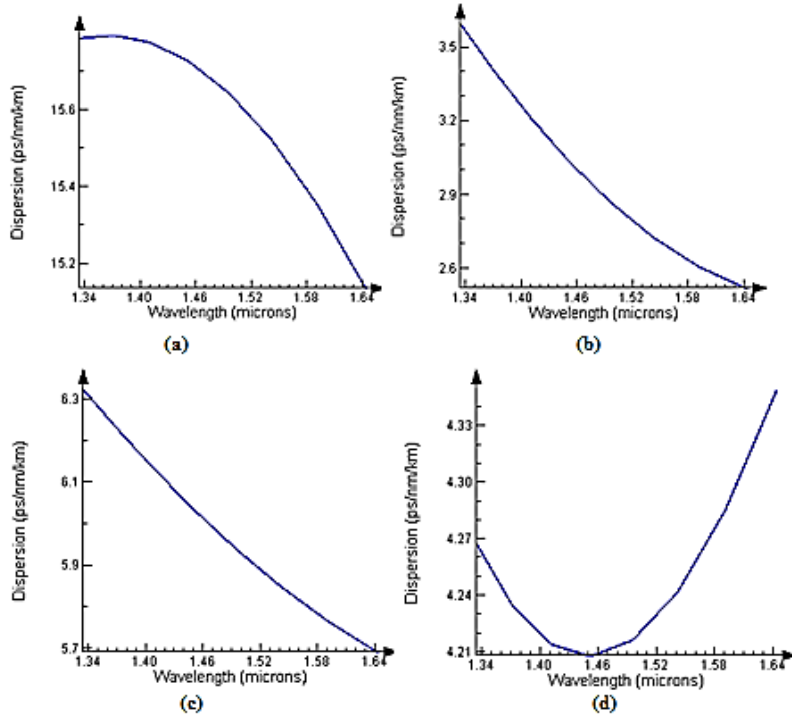 Dispersion (ps/nm/km)
15.6
15.4
15.2
1.34 1.40 1.46 1.52 1.58 1.64
Wavelength (microns)
(a)
Dispersion (ps/nm/km)
3.5
3.2
2.9
2.6
1.34 1.40 1.46 1.52 1.58 1.64
Wavelength (microns)
(b)
Dispersion (ps/nm/km)
6.3
6.1
5.9
5.7
1.34 1.40 1.46 1.52 1.58 1.64
Wavelength (microns)
(c)
Dispersion (ps/nm/km)
4.33
4.30
4.27
4.24
4.21
1.34 1.40 1.46 1.52 1.58 1.64
Wavelength (microns)
(d)